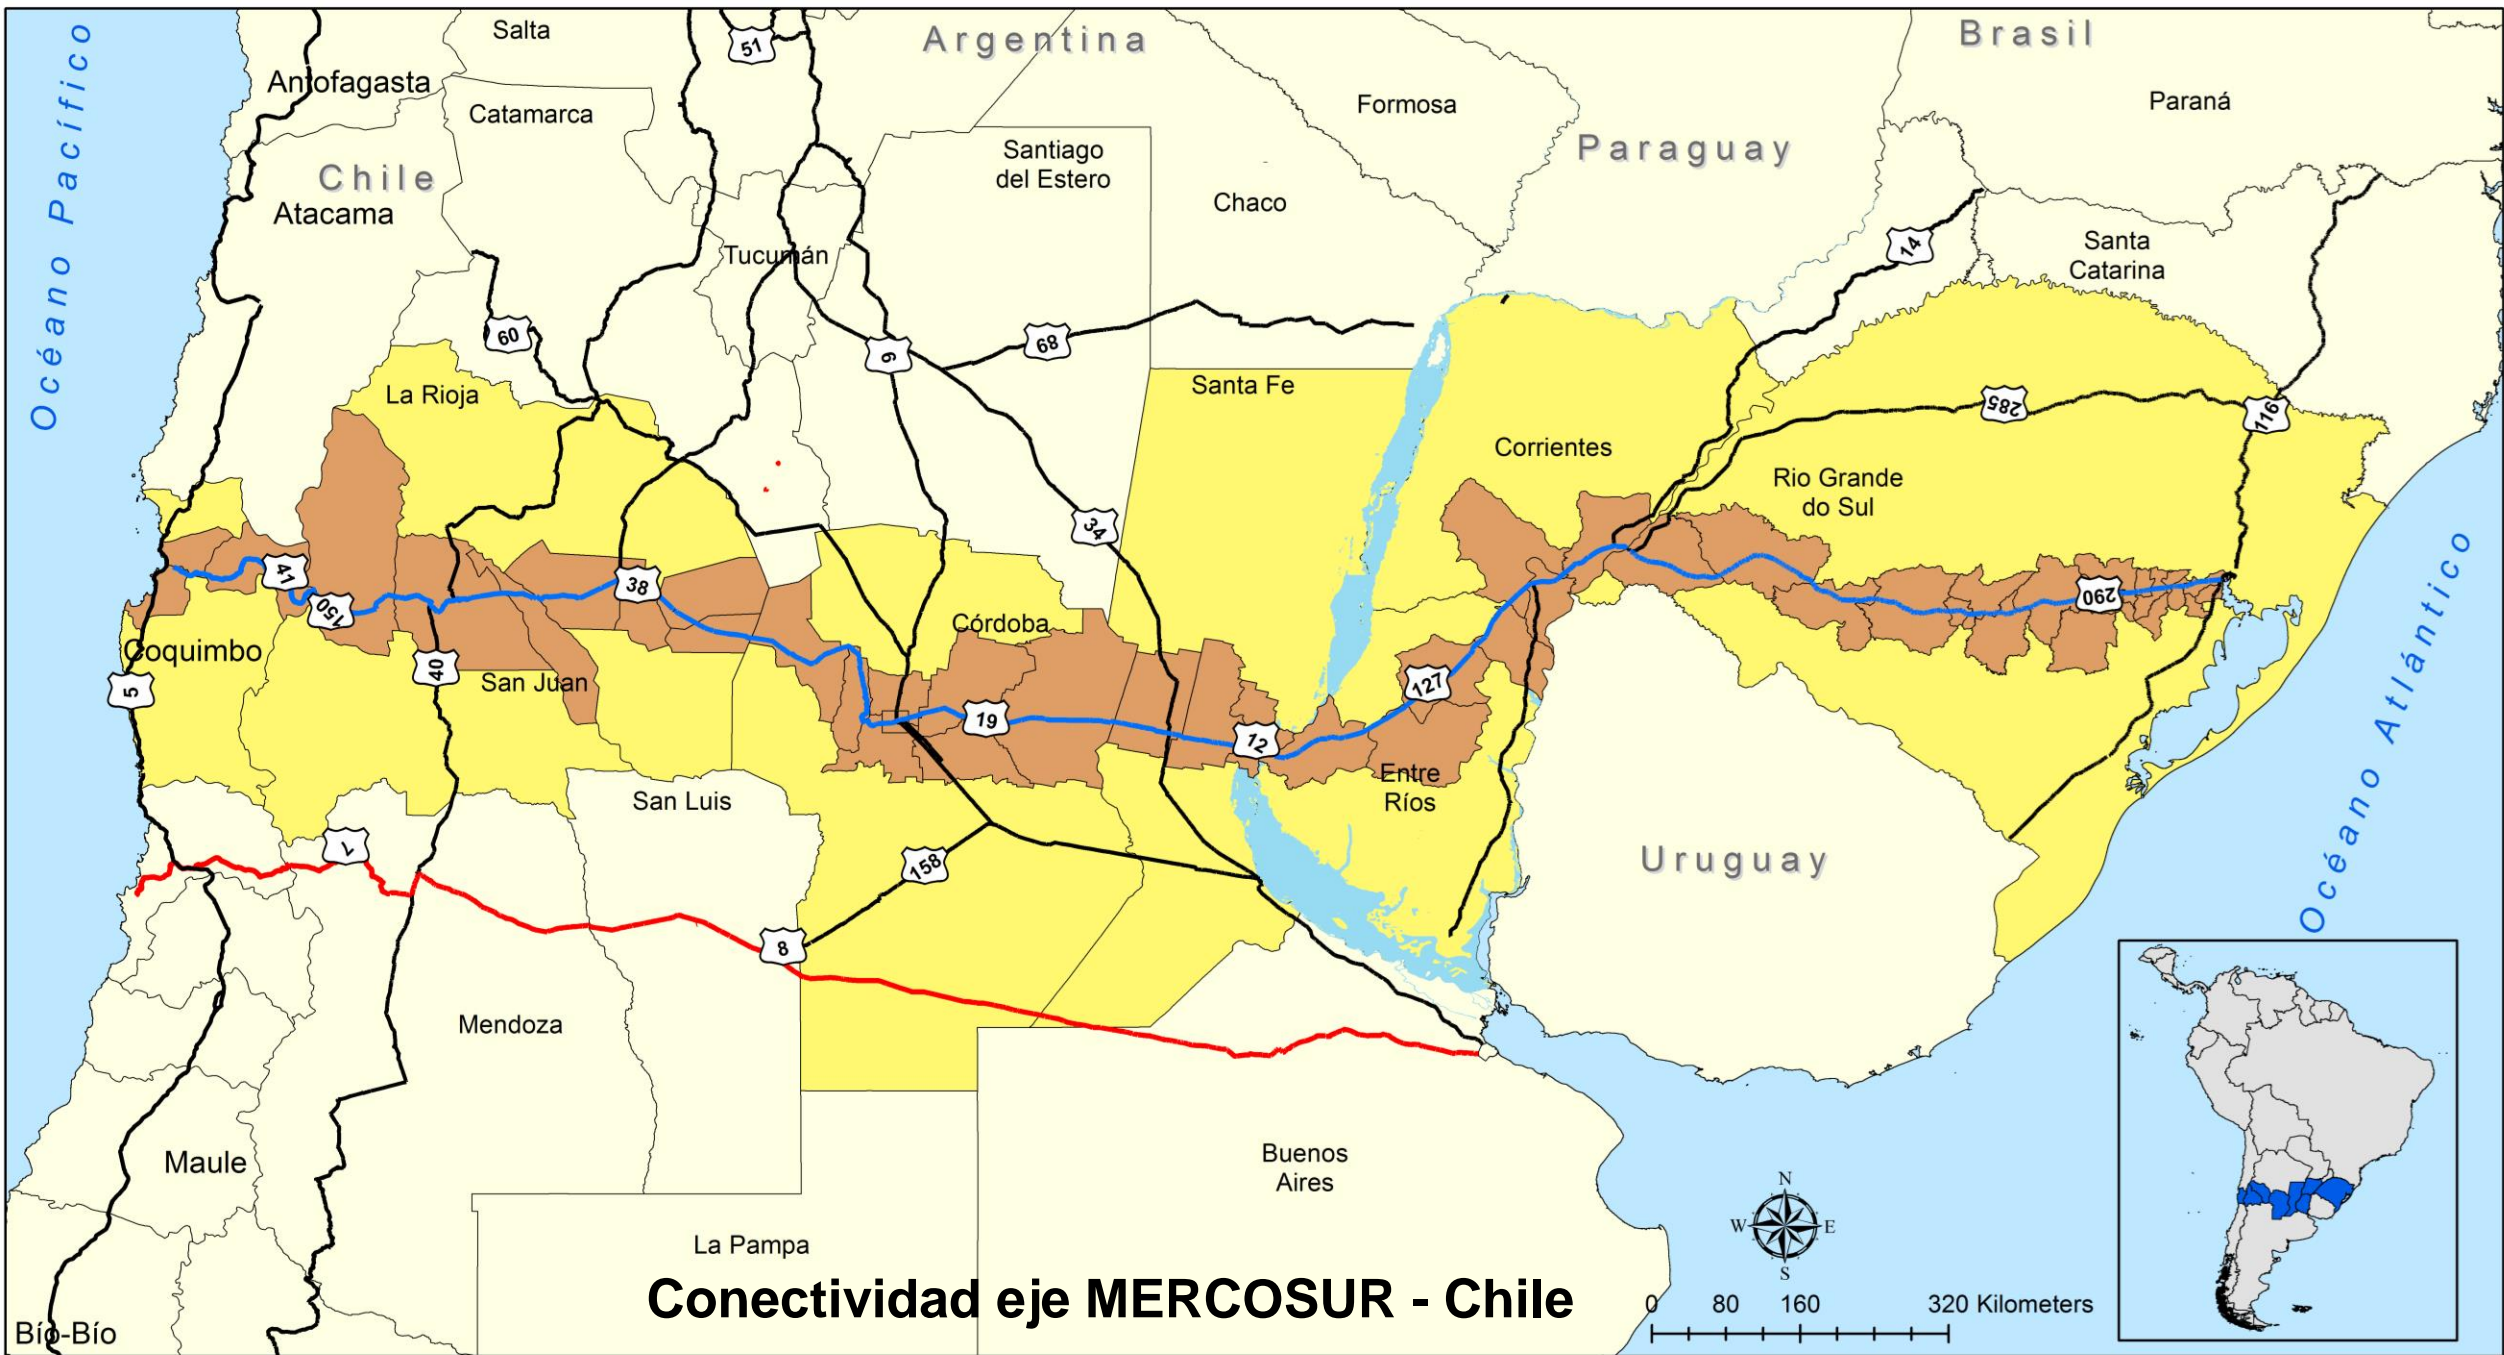 Salta
51
Argentina
Brasil
Océano Pacífico
Antofagasta
Catamarca
Formosa
Paraná
Santiago
del Estero
Paraguay
Chile
Atacama
Chaco
Tucumán
14
Santa
Catarina
60
9
68
La Rioja
Santa Fe
285
116
Corrientes
Rio Grande
do Sul
34
41
150
38
290
Océano Atlántico
Coquimbo
Córdoba
5
40
San Juan
127
19
12
Entre
Ríos
San Luis
7
158
Uruguay
8
Mendoza
Maule
Buenos
Aires
N
W
E
S
La Pampa
Conectividad eje MERCOSUR - Chile
0 80 160 320 Kilometers
Bío-Bío